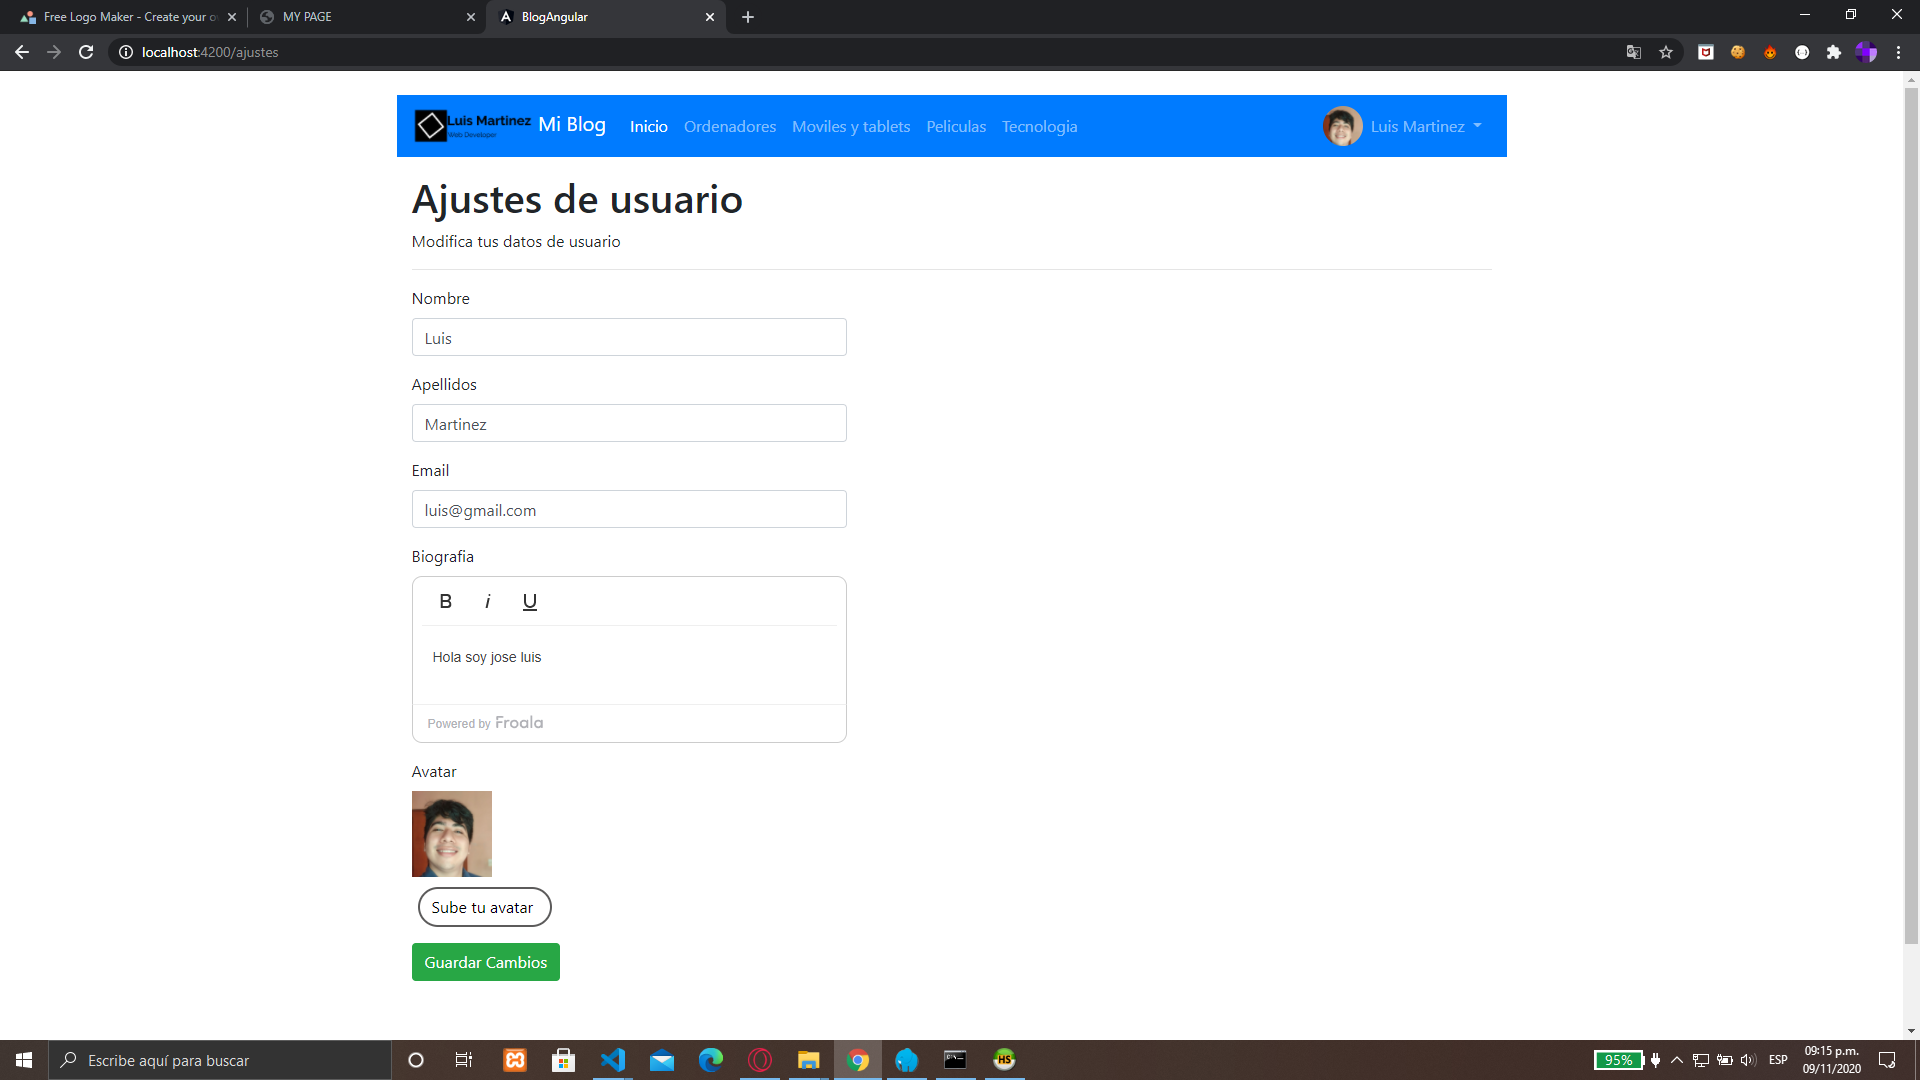 Free Logo Maker - Create your o
MY PAGE
BlogAngular
localhost:4200/ajustes
Luis Martinez
Web Developer
Mi Blog
Inicio
Ordenadores
Moviles y tablets
Peliculas
Tecnologia
Luis Martinez
Ajustes de usuario
Modifica tus datos de usuario
Nombre
Luis
Apellidos
Martinez
Email
luis@gmail.com
Biografia
B i U
Hola soy jose luis
Powered by Froala
Avatar
Sube tu avatar
Guardar Cambios
Escribe aquí para buscar
HS
95%
ESP
09:15 p.m.
09/11/2020